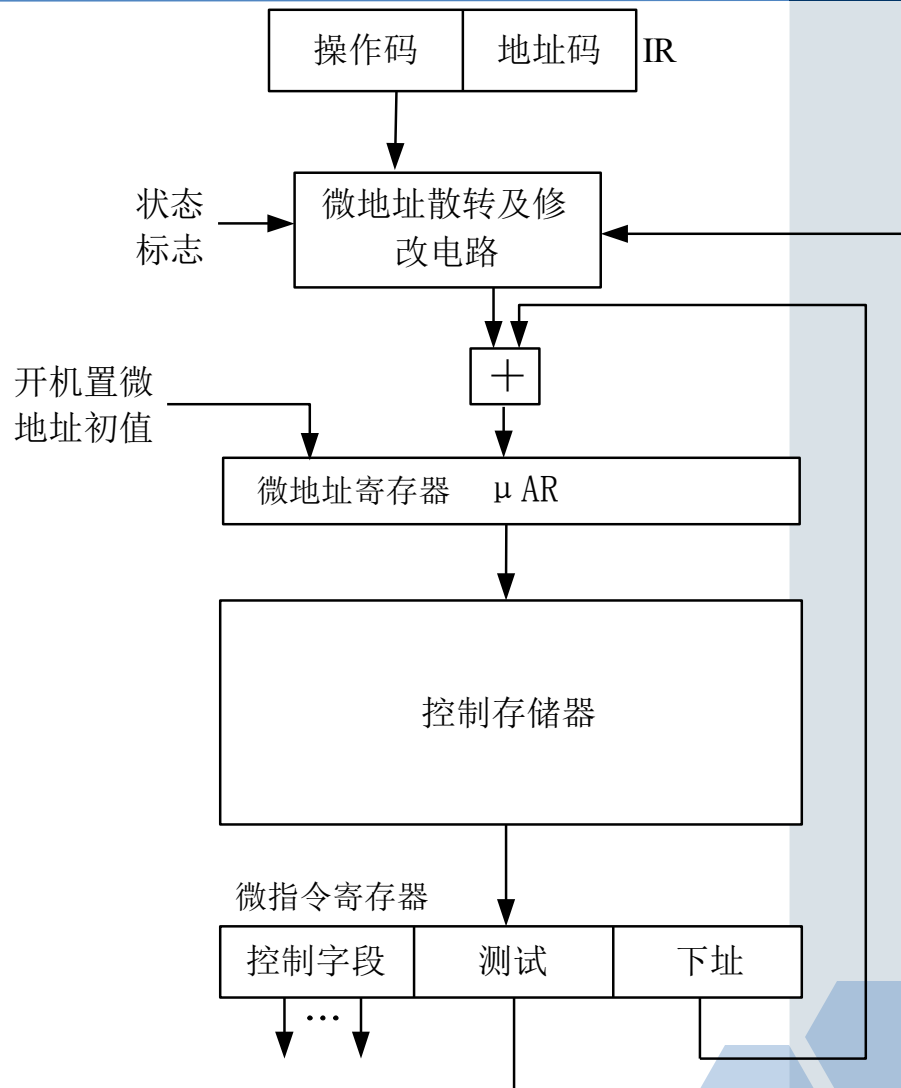 操作码 地址码 IR
状态
标志
微地址散转及修
改电路
+
开机置微
地址初值
微地址寄存器 μAR
控制存储器
微指令寄存器
控制字段 测试 下址
…